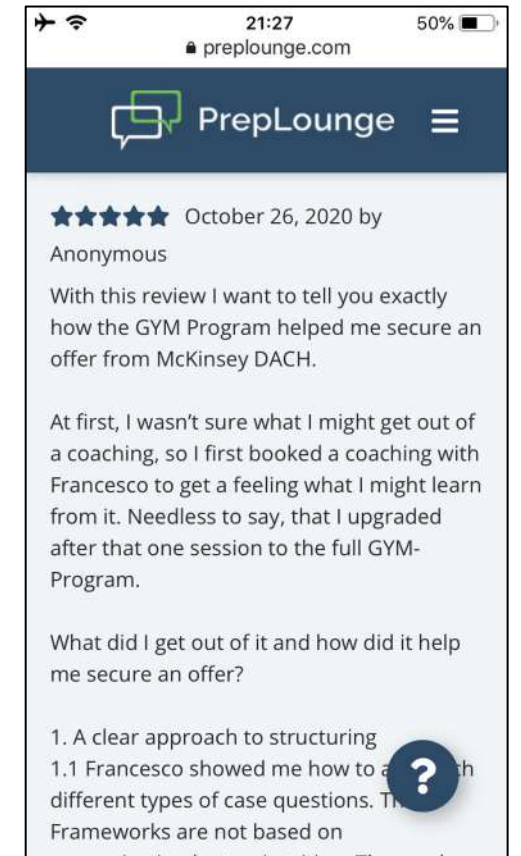 21:27
50%
preplounge.com
PrepLounge
October 26, 2020 by
Anonymous
With this review I want to tell you exactly
how the GYM Program helped me secure an
offer from McKinsey DACH.
At first, I wasn't sure what I might get out of
a coaching, so I first booked a coaching with
Francesco to get a feeling what I might learn
from it. Needless to say, that I upgraded
after that one session to the full GYM-
Program.
What did I get out of it and how did it help
me secure an offer?
1. A clear approach to structuring
1.1 Francesco showed me how to
?
different types of case questions.
Frameworks are not based on